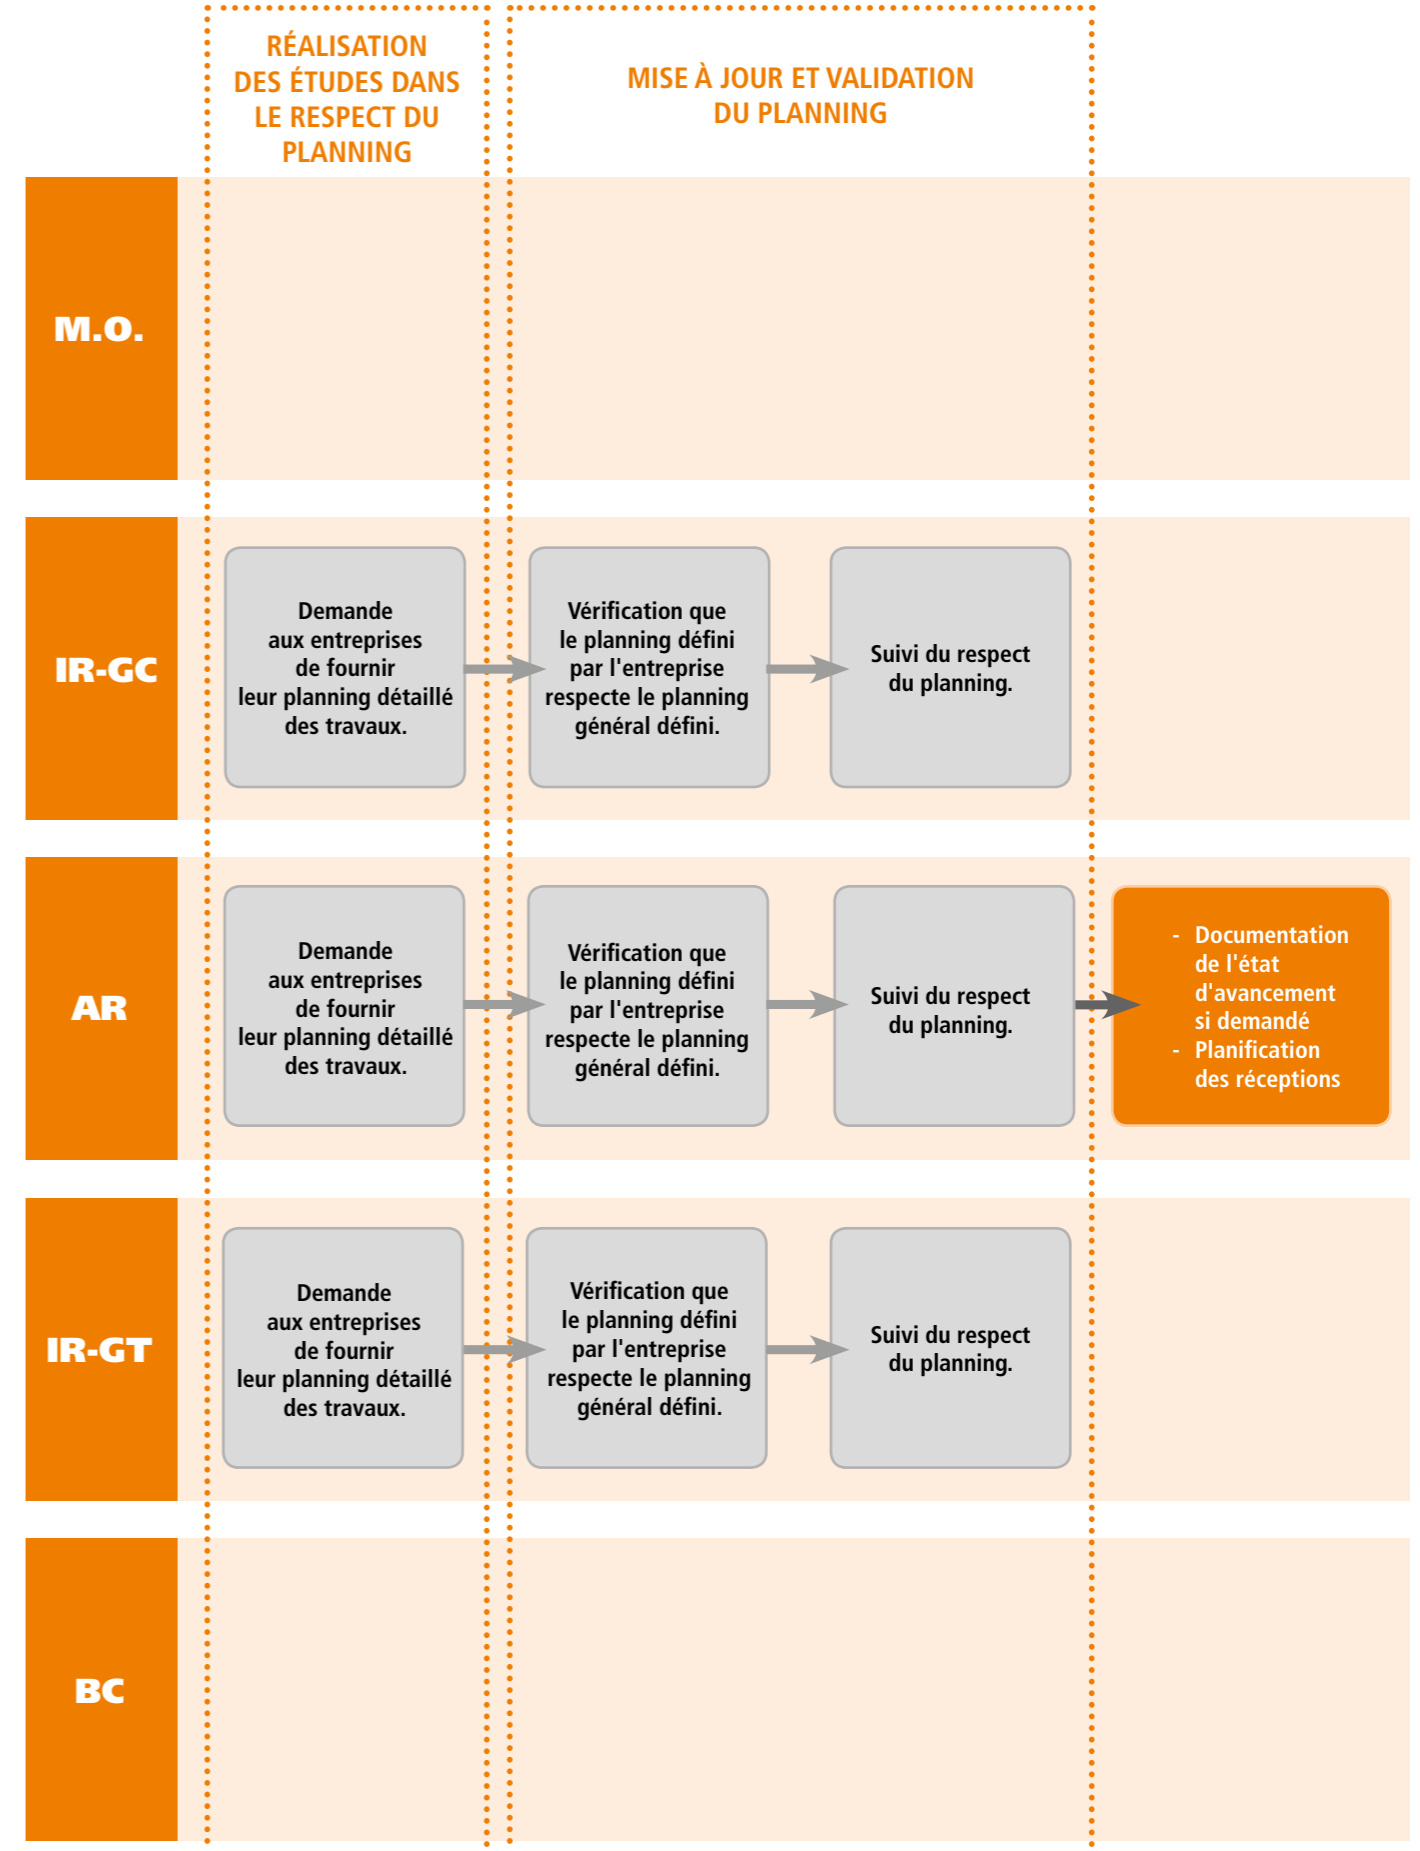 RÉALISATION
DES ÉTUDES DANS
LE RESPECT DU
PLANNING
MISE À JOUR ET VALIDATION
DU PLANNING
M.O.
IR-GC
Demande
aux entreprises
de fournir
leur planning détaillé
des travaux.
Vérification que
le planning défini
par l'entreprise
respecte le planning
général défini.
Suivi du respect
du planning.
AR
Demande
aux entreprises
de fournir
leur planning détaillé
des travaux.
Vérification que
le planning défini
par l'entreprise
respecte le planning
général défini.
Suivi du respect
du planning.
- Documentation
de l'état
d'avancement
si demandé
- Planification
des réceptions
IR-GT
Demande
aux entreprises
de fournir
leur planning détaillé
des travaux.
Vérification que
le planning défini
par l'entreprise
respecte le planning
général défini.
Suivi du respect
du planning.
BC